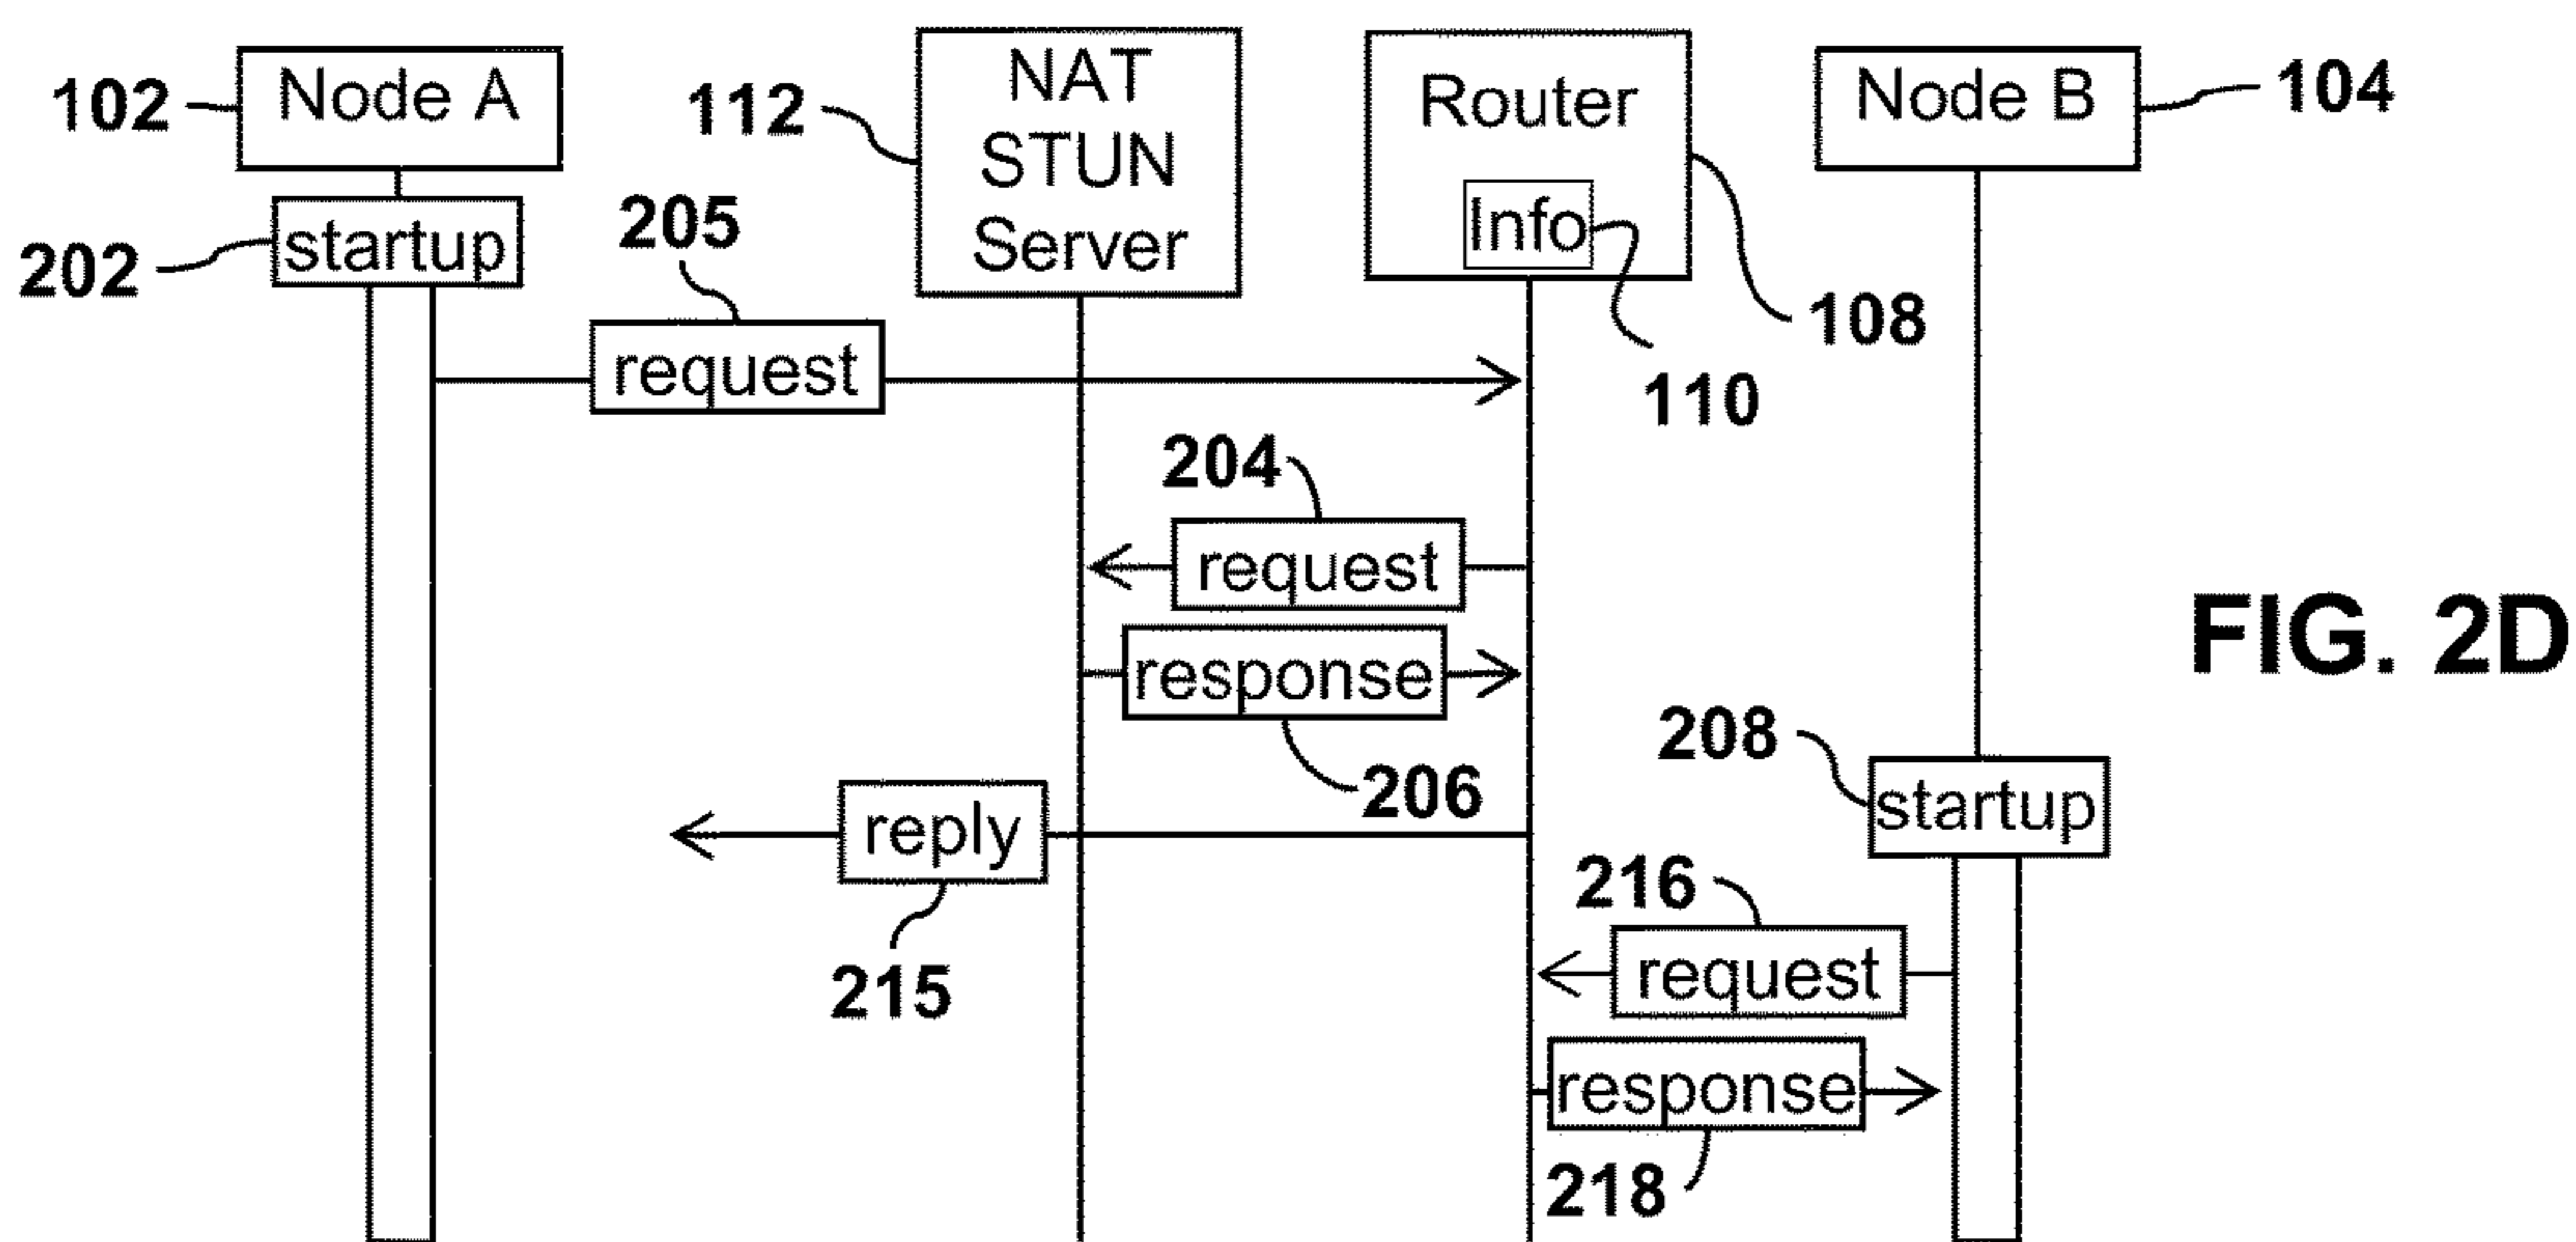 102
Node A
112
NAT
STUN
Server
Router
Info
Node B
104
202
startup
205
request
108
110
204
request
response
206
FIG. 2D
208
startup
reply
215
216
request
response
218